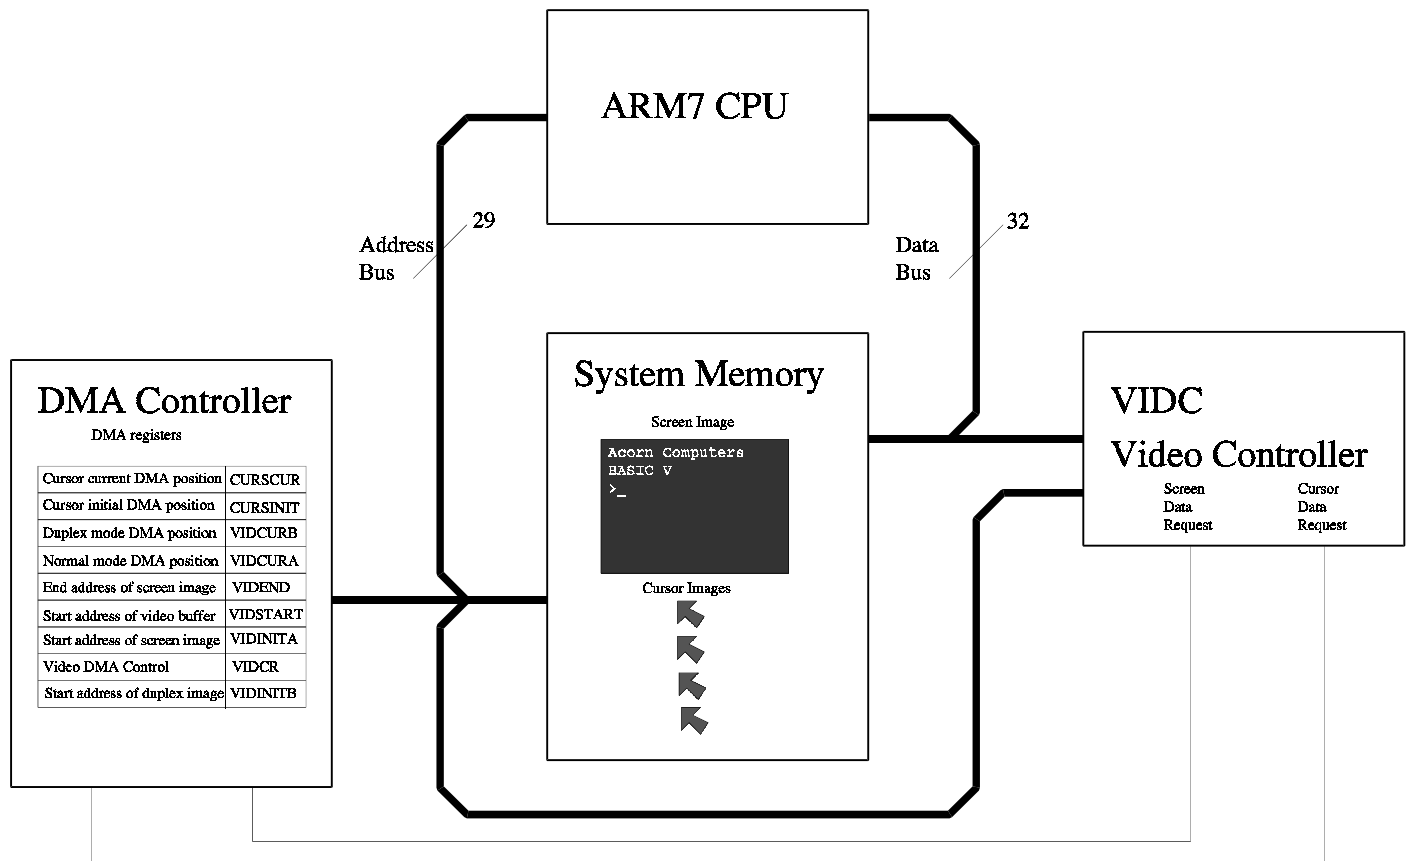 ARM7 CPU
29
Address
Bus
32
Data
Bus
DMA Controller
DMA registers
Cursor current DMA position CURSCUR
Cursor initial DMA position CURSINIT
Duplex mode DMA position VIDCURB
Normal mode DMA position VIDCURA
End address of screen image VIDEND
Start address of video buffer VIDSTART
Start address of screen image VIDINITA
Video DMA Control VIDCR
Start address of duplex image VIDINITB
System Memory
Screen Image
Acorn Computers
BASIC V
>_
Cursor Images
VIDC
Video Controller
Screen
Data
Request
Cursor
Data
Request